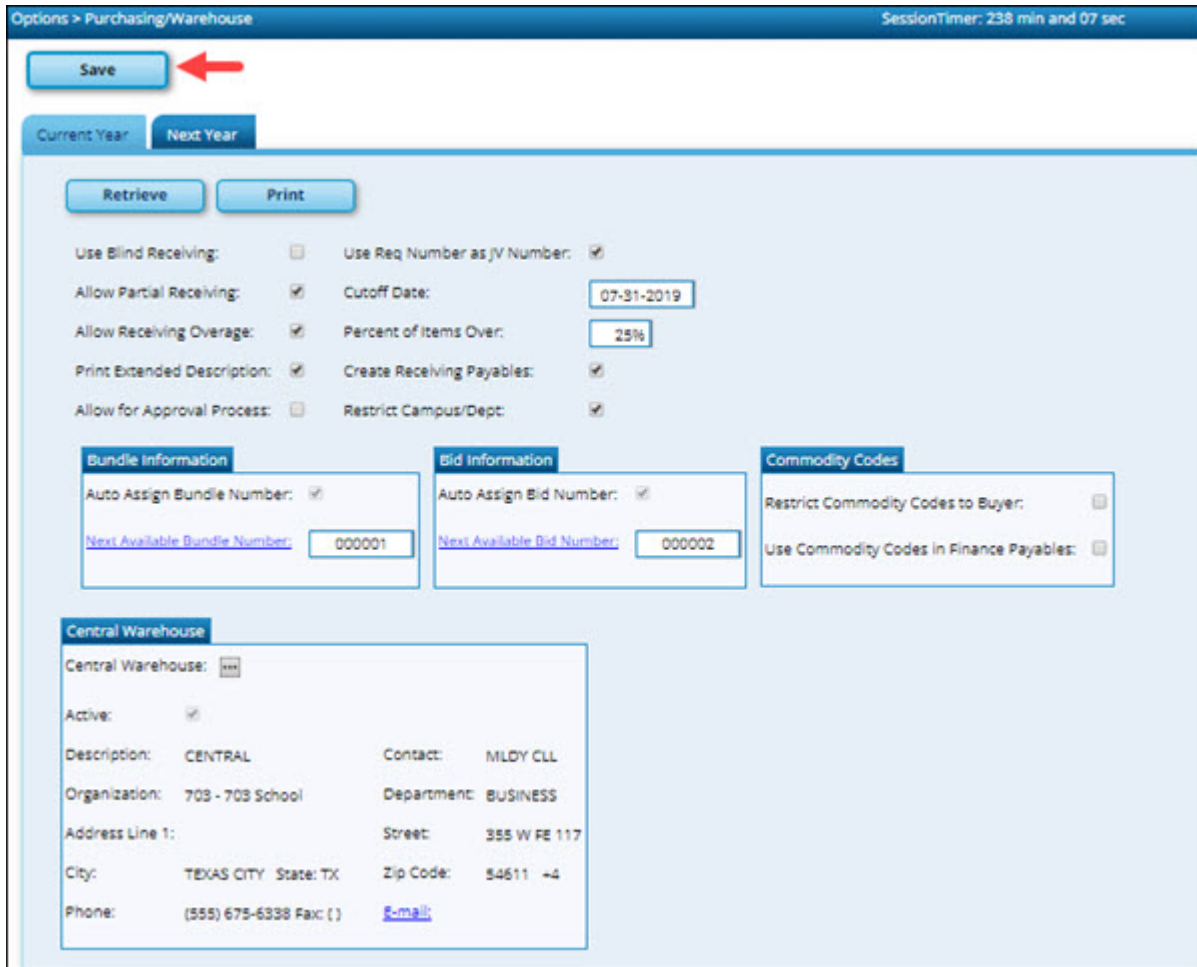 Options > Purchasing/Warehouse SessionTimer: 238 min and 07 sec
Save
Current Year Next Year
Retrieve Print
Use Blind Receiving: Use Req Number as JV Number:
Allow Partial Receiving: Cutoff Date: 07-31-2019
Allow Receiving Overage: Percent of Items Over: 25%
Print Extended Description: Create Receiving Payables:
Allow for Approval Process: Restrict Campus/Dept:
Bundle Information Bid Information Commodity Codes
Auto Assign Bundle Number: Auto Assign Bid Number: Restrict Commodity Codes to Buyer:
Next Available Bundle Number: 000001 Next Available Bid Number: 000002 Use Commodity Codes in Finance Payables:
Central Warehouse
Central Warehouse: ...
Active:
Description: CENTRAL Contact: MLDY CLL
Organization: 703 - 703 School Department: BUSINESS
Address Line 1: Street: 355 W FE 117
City: TEXAS CITY State: TX Zip Code: 54611 +4
Phone: (555) 675-6338 Fax: ( ) E-mail: